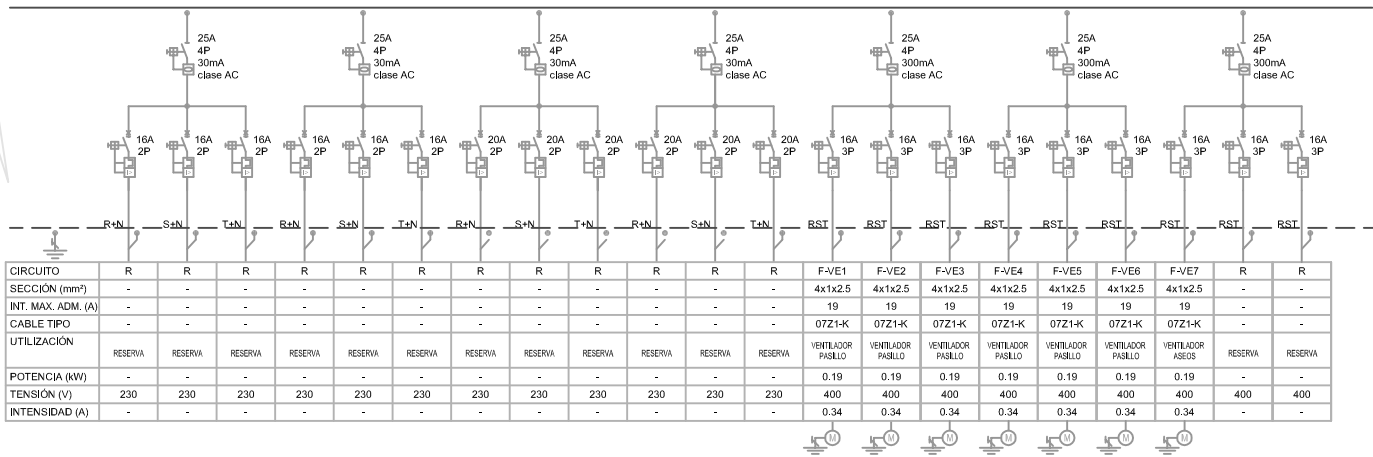 25A 25A 25A 25A 25A 25A 25A
4P 4P 4P 4P 4P 4P 4P
30mA 30mA 30mA 30mA 300mA 300mA 300mA
clase AC clase AC clase AC clase AC clase AC clase AC clase AC
16A 16A 16A 16A 16A 16A 20A 20A 20A 20A 20A 20A 16A 16A 16A 16A 16A 16A 16A 16A 16A
2P 2P 2P 2P 2P 2P 2P 2P 2P 2P 2P 2P 3P 3P 3P 3P 3P 3P 3P 3P 3P
R+N S+N T+N R+N S+N T+N R+N S+N T+N R+N S+N T+N RST RST RST RST RST RST RST RST RST
CIRCUITO R R R R R R R R R R R R F-VE1 F-VE2 F-VE3 F-VE4 F-VE5 F-VE6 F-VE7 R R
SECCIÓN (mm²) - - - - - - - - - - - - 4x1x2.5 4x1x2.5 4x1x2.5 4x1x2.5 4x1x2.5 4x1x2.5 4x1x2.5 - -
INT. MAX. ADM. (A) - - - - - - - - - - - - 19 19 19 19 19 19 19 - -
CABLE TIPO - - - - - - - - - - - - 07Z1-K 07Z1-K 07Z1-K 07Z1-K 07Z1-K 07Z1-K 07Z1-K - -
UTILIZACIÓN
VENTILADOR VENTILADOR VENTILADOR VENTILADOR VENTILADOR VENTILADOR VENTILADOR
RESERVA RESERVA RESERVA RESERVA RESERVA RESERVA RESERVA RESERVA RESERVA RESERVA RESERVA RESERVA PASILLO PASILLO PASILLO PASILLO PASILLO PASILLO ASEOS RESERVA RESERVA
POTENCIA (kW) - - - - - - - - - - - - 0.19 0.19 0.19 0.19 0.19 0.19 0.19 - -
TENSIÓN (V) 230 230 230 230 230 230 230 230 230 230 230 230 400 400 400 400 400 400 400 400 400
INTENSIDAD (A) - - - - - - - - - - - - 0.34 0.34 0.34 0.34 0.34 0.34 0.34 - -
M M M M M M M